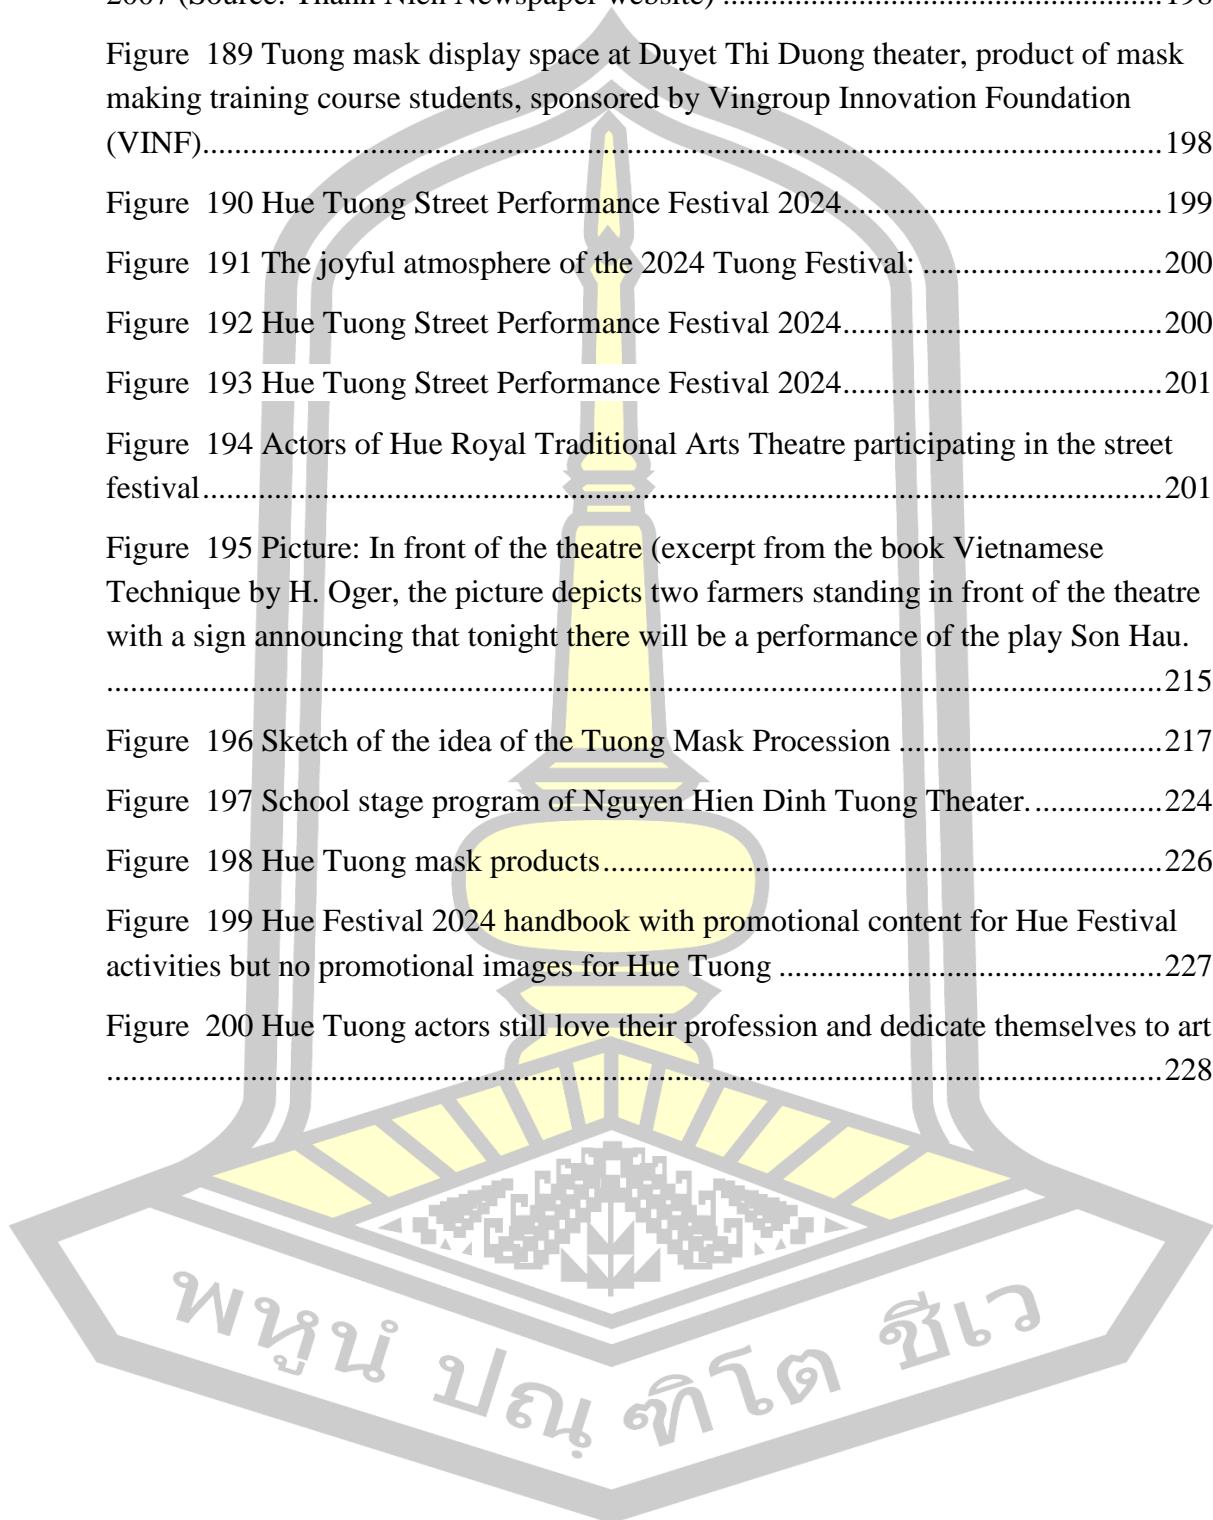 2007 (Source: Thanh Nien Newspaper website) ........................................................
Figure 189 Tuong mask display space at Duyet Thi Duong theater, product of mask
making training course students, sponsored by Vingroup Innovation Foundation
(VINF)........................................................................................................................198
Figure 190 Hue Tuong Street Performance Festival 2024........................................199
Figure 191 The joyful atmosphere of the 2024 Tuong Festival: ..............................200
Figure 192 Hue Tuong Street Performance Festival 2024........................................200
Figure 193 Hue Tuong Street Performance Festival 2024........................................201
Figure 194 Actors of Hue Royal Traditional Arts Theatre participating in the street
festival........................................................................................................................201
Figure 195 Picture: In front of the theatre (excerpt from the book Vietnamese
Technique by H. Oger, the picture depicts two farmers standing in front of the theatre
with a sign announcing that tonight there will be a performance of the play Son Hau.
....................................................................................................................................215
Figure 196 Sketch of the idea of the Tuong Mask Procession .................................217
Figure 197 School stage program of Nguyen Hien Dinh Tuong Theater.................224
Figure 198 Hue Tuong mask products......................................................................226
Figure 199 Hue Festival 2024 handbook with promotional content for Hue Festival
activities but no promotional images for Hue Tuong ................................................227
Figure 200 Hue Tuong actors still love their profession and dedicate themselves to art
....................................................................................................................................228
พหูนํ ปณฺฑิโต ชีเว